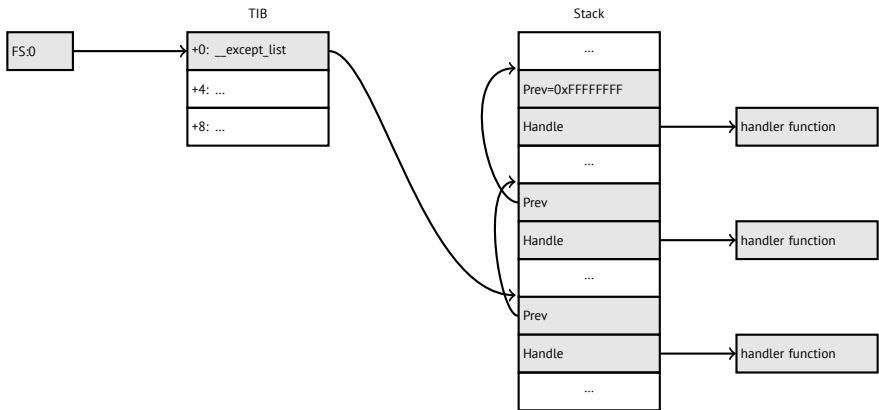 TIB
Stack
FS:0
+0: __except_list
+4: ...
+8: ...
...
Prev=0xFFFFFFFF
Handle
handler function
...
Prev
Handle
handler function
...
Prev
Handle
handler function
...